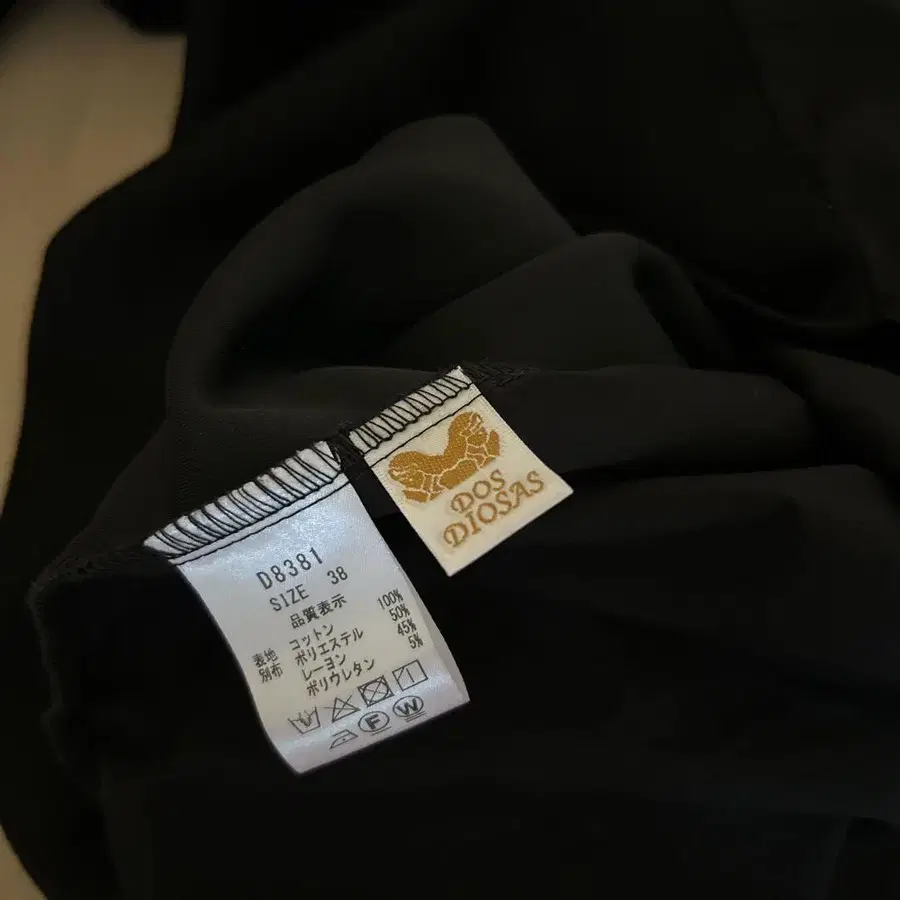 D8381
SIZE 38
品質表示
表地 コットン 100%
別布 ポリエステル 50%
レーヨン 45%
ポリウレタン 5%
F W
DOS
DIOSAS